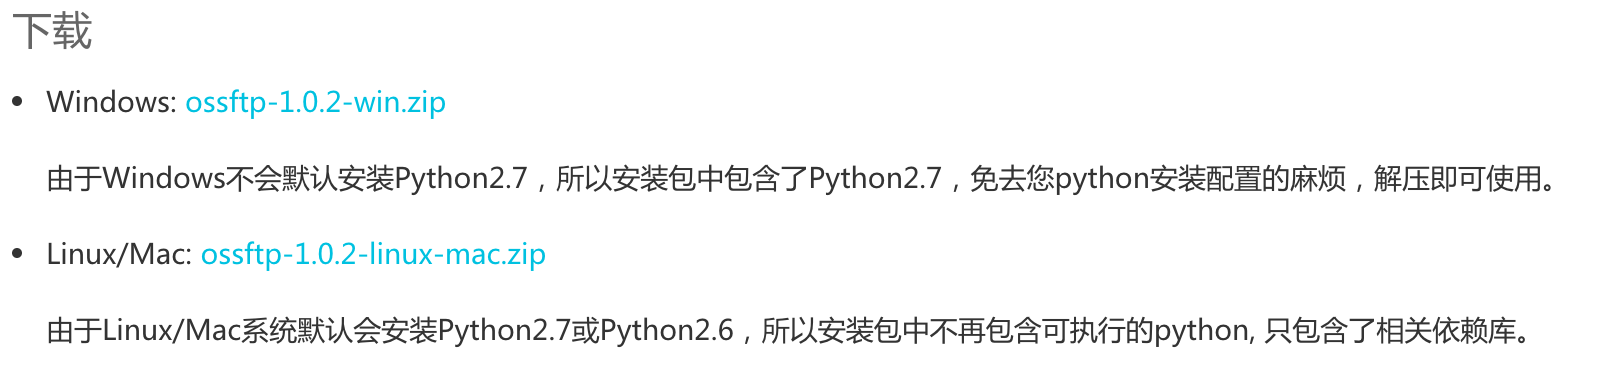 下载
Windows: ossftp-1.0.2-win.zip
由于Windows不会默认安装Python2.7，所以安装包中包含了Python2.7，免去您python安装配置的麻烦，解压即可使用。
Linux/Mac: ossftp-1.0.2-linux-mac.zip
由于Linux/Mac系统默认会安装Python2.7或Python2.6，所以安装包中不再包含可执行的python, 只包含了相关依赖库。